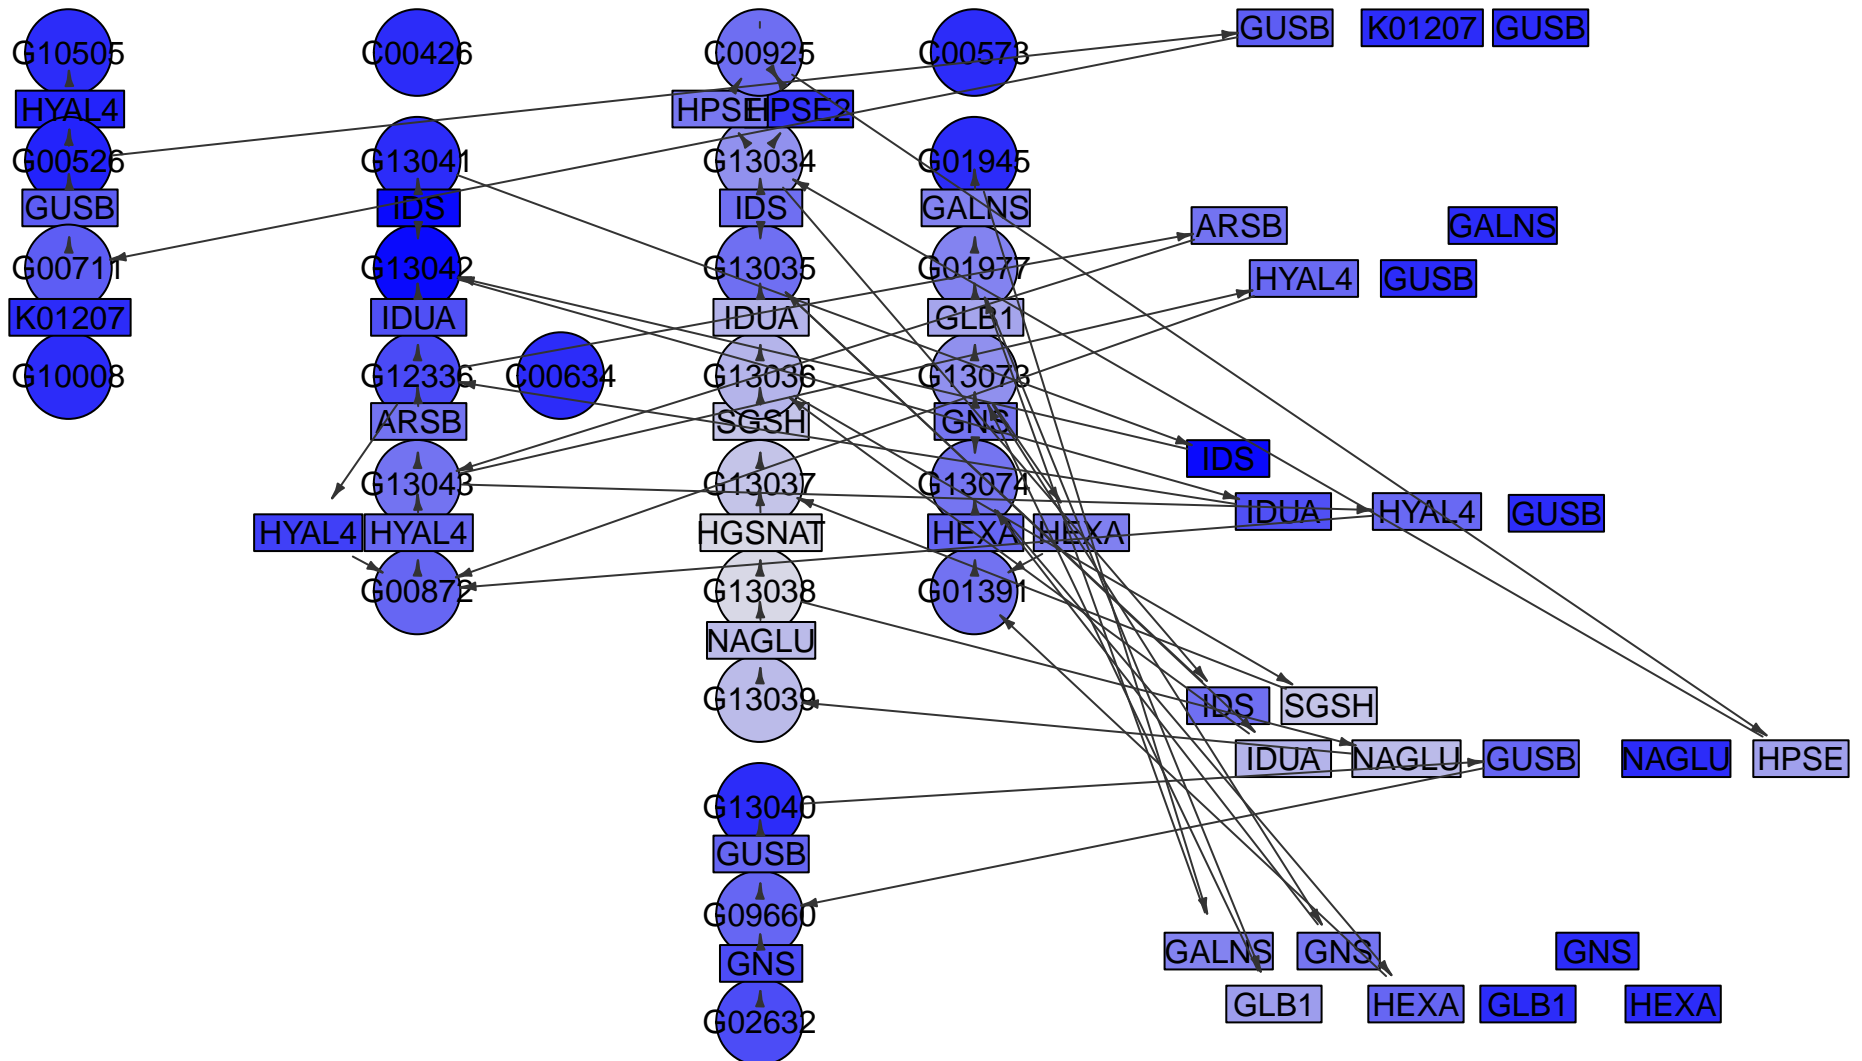 G10505 C00426 C00925 C00573 GUSB K01207 GUSB
HYAL4 HPSE HPSE2
G00526 G13041 G13034 G01945
GUSB IDS IDS GALNS ARSB GALNS
G00711 G13042 G13035 G01977 HYAL4 GUSB
K01207 IDUA IDUA GLB1
G10008 G12336 C00634 G13036 G13073
ARSB SGSH GNS
IDS
G13043 G13037 G13074
IDUA HYAL4 GUSB
HYAL4 HYAL4 HGSNAT HEXA HEXA
G00872 G13038 G01391
NAGLU
G13039 IDS SGSH
IDUA NAGLU GUSB NAGLU HPSE
G13040
GUSB
G09660
GALNS GNS GNS
GNS
GLB1 HEXA GLB1 HEXA
G02632